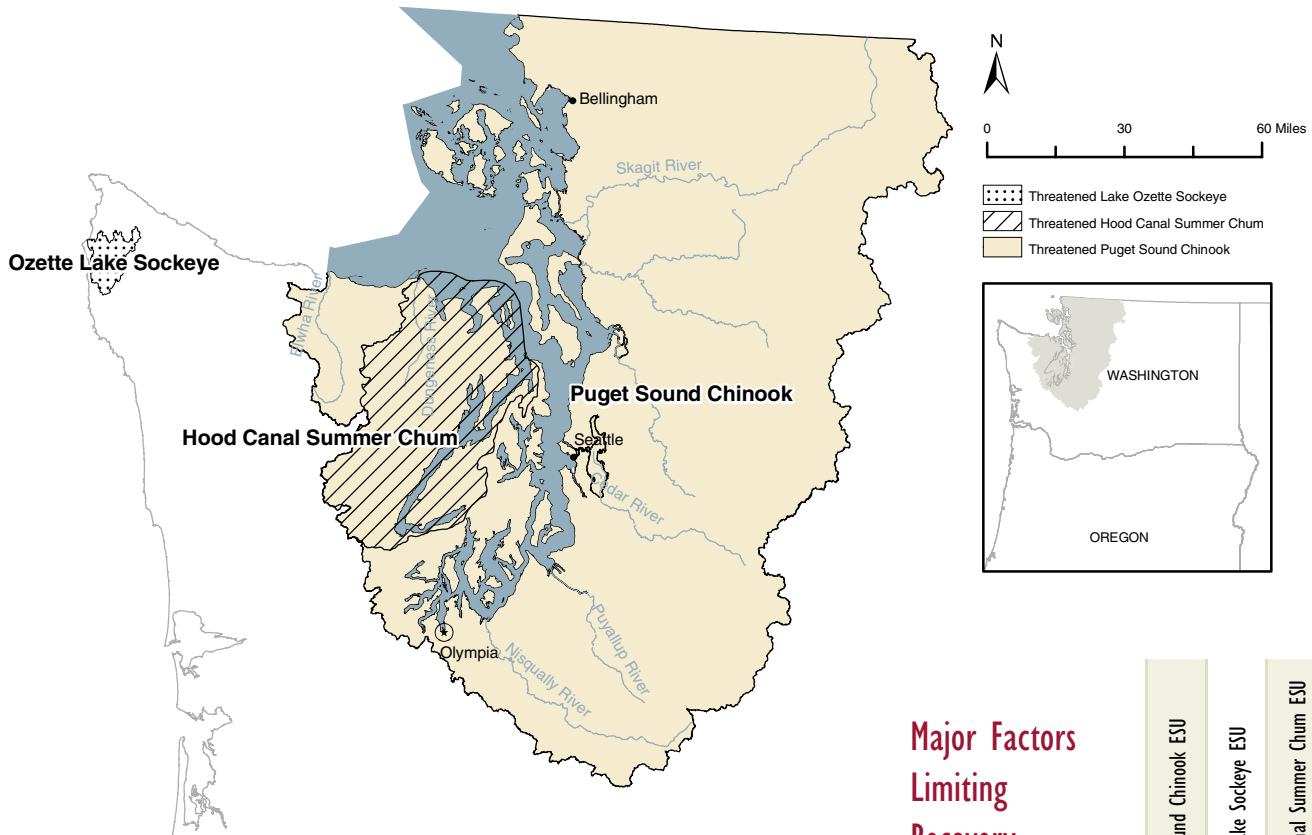 N
0 30 60 Miles
Threatened Lake Ozette Sockeye
Threatened Hood Canal Summer Chum
Threatened Puget Sound Chinook
Bellingham
Skagit River
Ozette Lake Sockeye
Elwha River
Dungeness River
Puget Sound Chinook
Hood Canal Summer Chum
Seattle
Cedar River
Puyallup River
Olympia
Nisqually River
WASHINGTON
OREGON
Major Factors
Limiting
Recovery
und Chinook ESU
ke Sockeye ESU
nal Summer Chum ESU